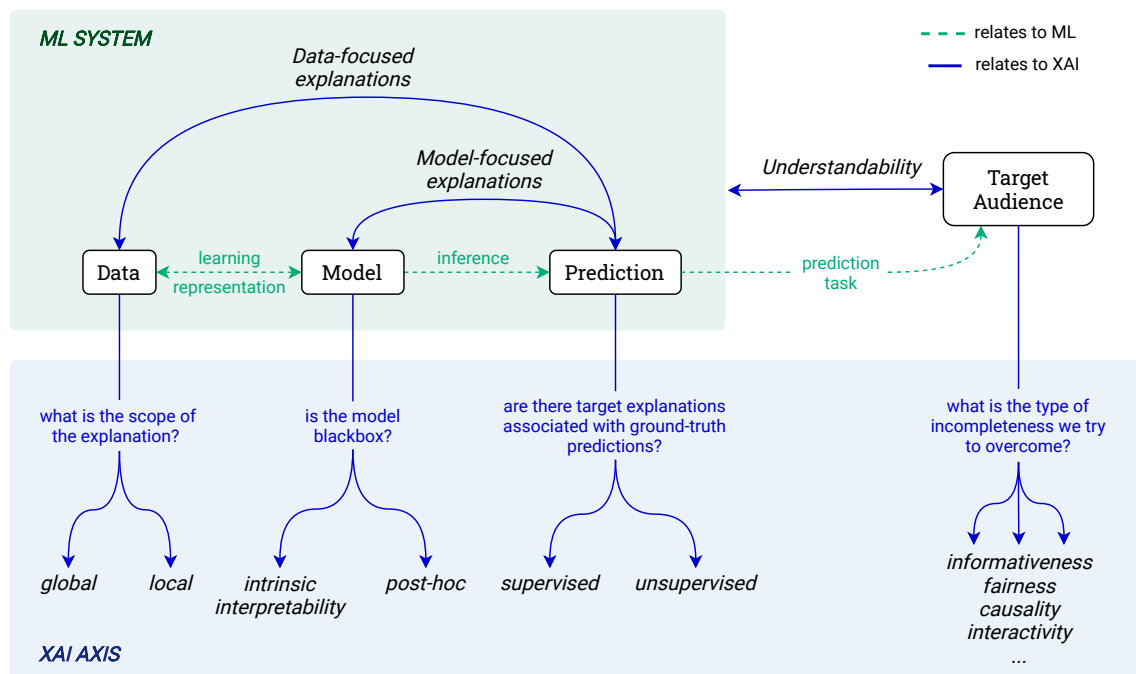 ML SYSTEM
relates to ML
relates to XAI
Data-focused
explanations
Model-focused
explanations
Understandability
Target
Audience
Data
learning
representation
Model
inference
Prediction
prediction
task
what is the scope of
the explanation?
is the model
blackbox?
are there target explanations
associated with ground-truth
predictions?
what is the type of
incompleteness we try
to overcome?
global
local
intrinsic
interpretability
post-hoc
supervised
unsupervised
informativeness
fairness
causality
interactivity
...
XAI AXIS